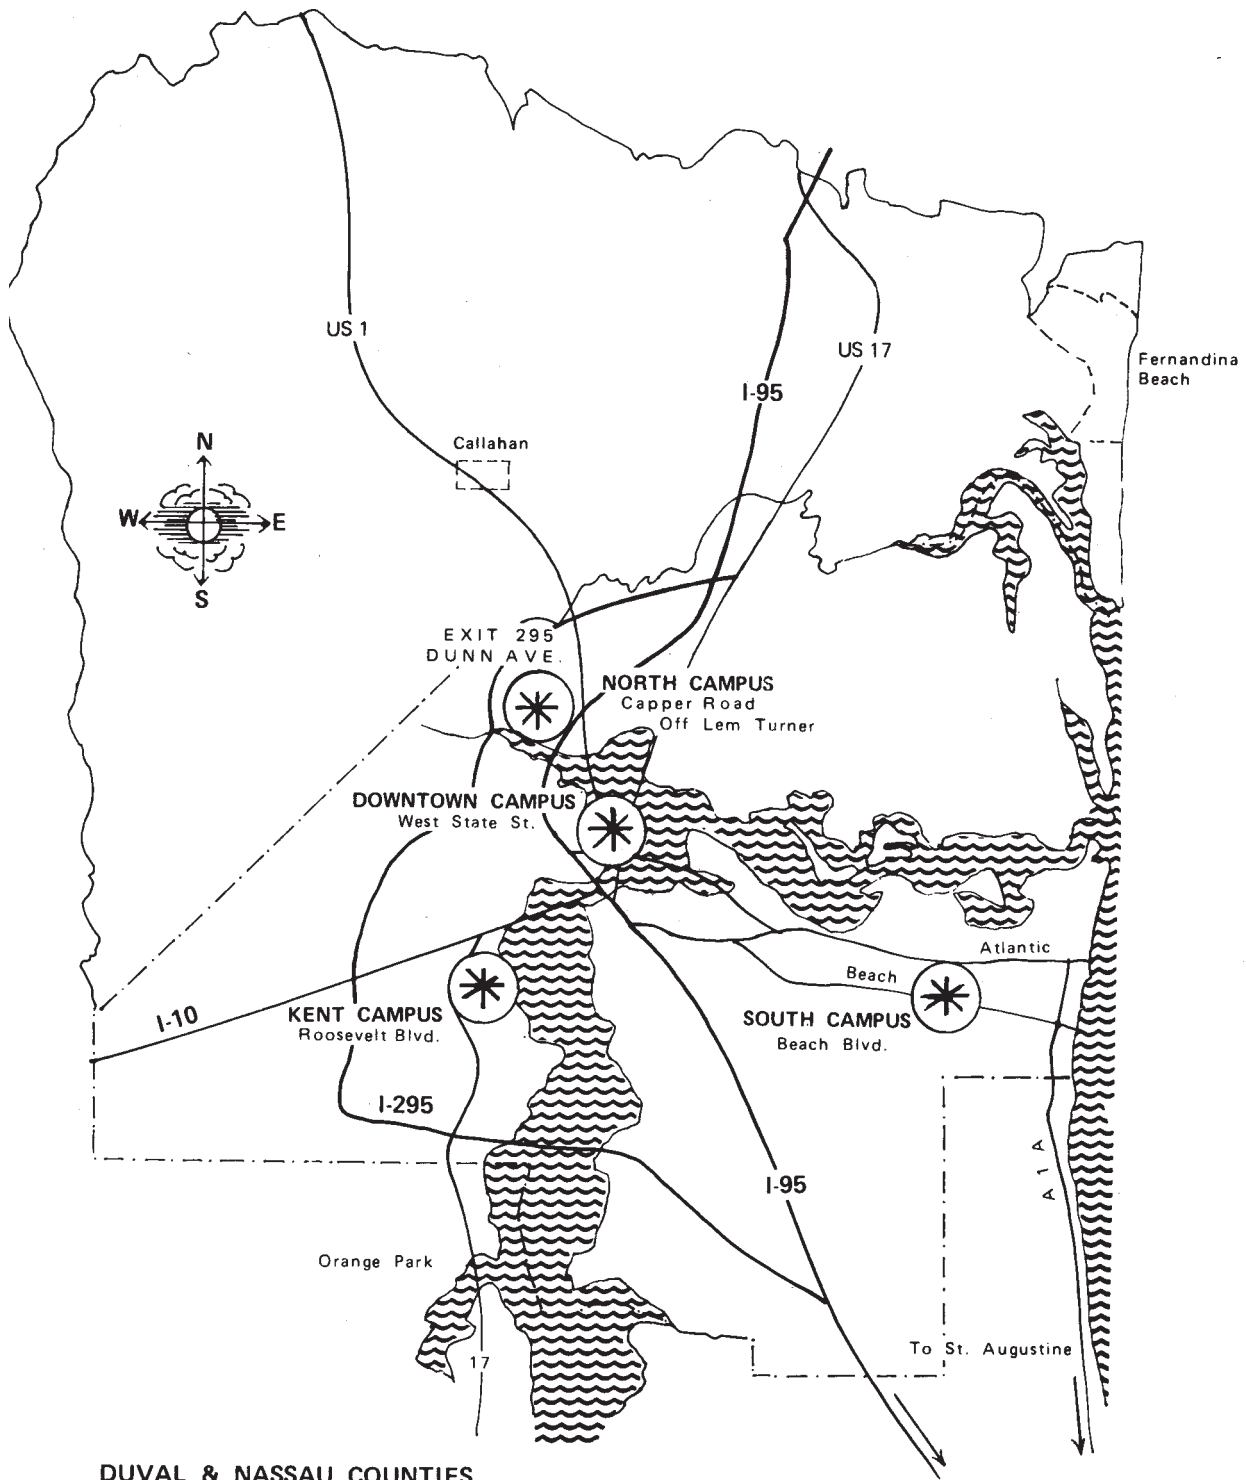 US 1
US 17
I-95
Fernandina
Beach
Callahan
N
W
E
S
EXIT 295
DUNN AVE.
NORTH CAMPUS
Capper Road
Off Lem Turner
DOWNTOWN CAMPUS
West State St.
Atlantic
Beach
I-10
KENT CAMPUS
Roosevelt Blvd.
SOUTH CAMPUS
Beach Blvd.
I-295
A 1 A
I-95
Orange Park
To St. Augustine
17
DUVAL & NASSAU COUNTIES